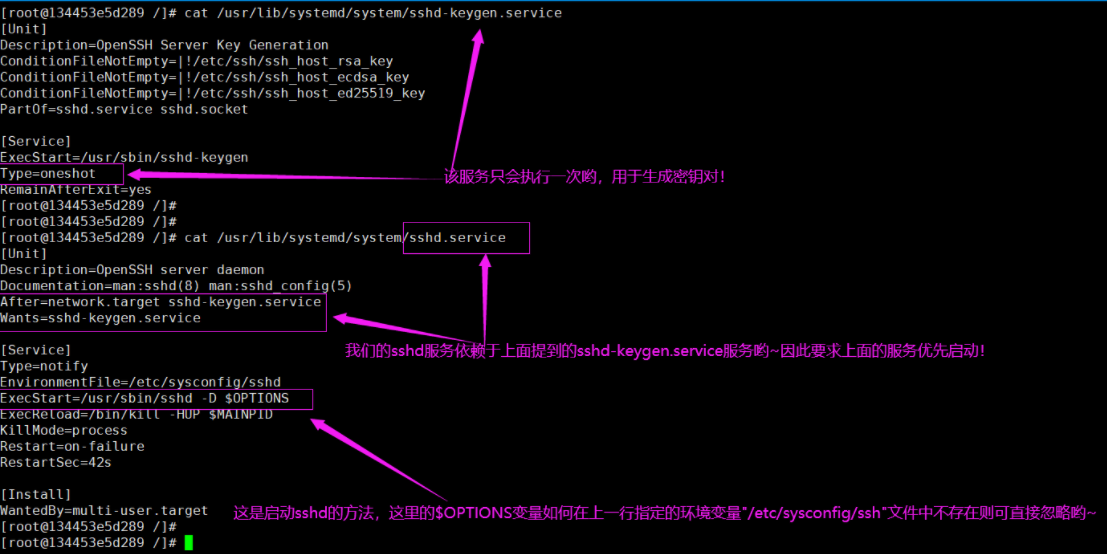 [root@134453e5d289 /]# cat /usr/lib/systemd/system/sshd-keygen.service
[Unit]
Description=OpenSSH Server Key Generation
ConditionFileNotEmpty=|!/etc/ssh/ssh_host_rsa_key
ConditionFileNotEmpty=|!/etc/ssh/ssh_host_ecdsa_key
ConditionFileNotEmpty=|!/etc/ssh/ssh_host_ed25519_key
PartOf=sshd.service sshd.socket
[Service]
ExecStart=/usr/sbin/sshd-keygen
Type=oneshot
该服务只会执行一次哟，用于生成密钥对！
RemainAfterExit=yes
[root@134453e5d289 /]#
[root@134453e5d289 /]#
[root@134453e5d289 /]# cat /usr/lib/systemd/system/sshd.service
[Unit]
Description=OpenSSH server daemon
Documentation=man:sshd(8) man:sshd_config(5)
After=network.target sshd-keygen.service
Wants=sshd-keygen.service
我们的sshd服务依赖于上面提到的sshd-keygen.service服务哟~因此要求上面的服务优先启动！
[Service]
Type=notify
EnvironmentFile=/etc/sysconfig/sshd
ExecStart=/usr/sbin/sshd -D $OPTIONS
ExecReload=/bin/kill -HUP $MAINPID
KillMode=process
Restart=on-failure
RestartSec=42s
[Install]
WantedBy=multi-user.target
这是启动sshd的方法，这里的$OPTIONS变量如何在上一行指定的环境变量"/etc/sysconfig/ssh"文件中不存在则可直接忽略哟~
[root@134453e5d289 /]#
[root@134453e5d289 /]#